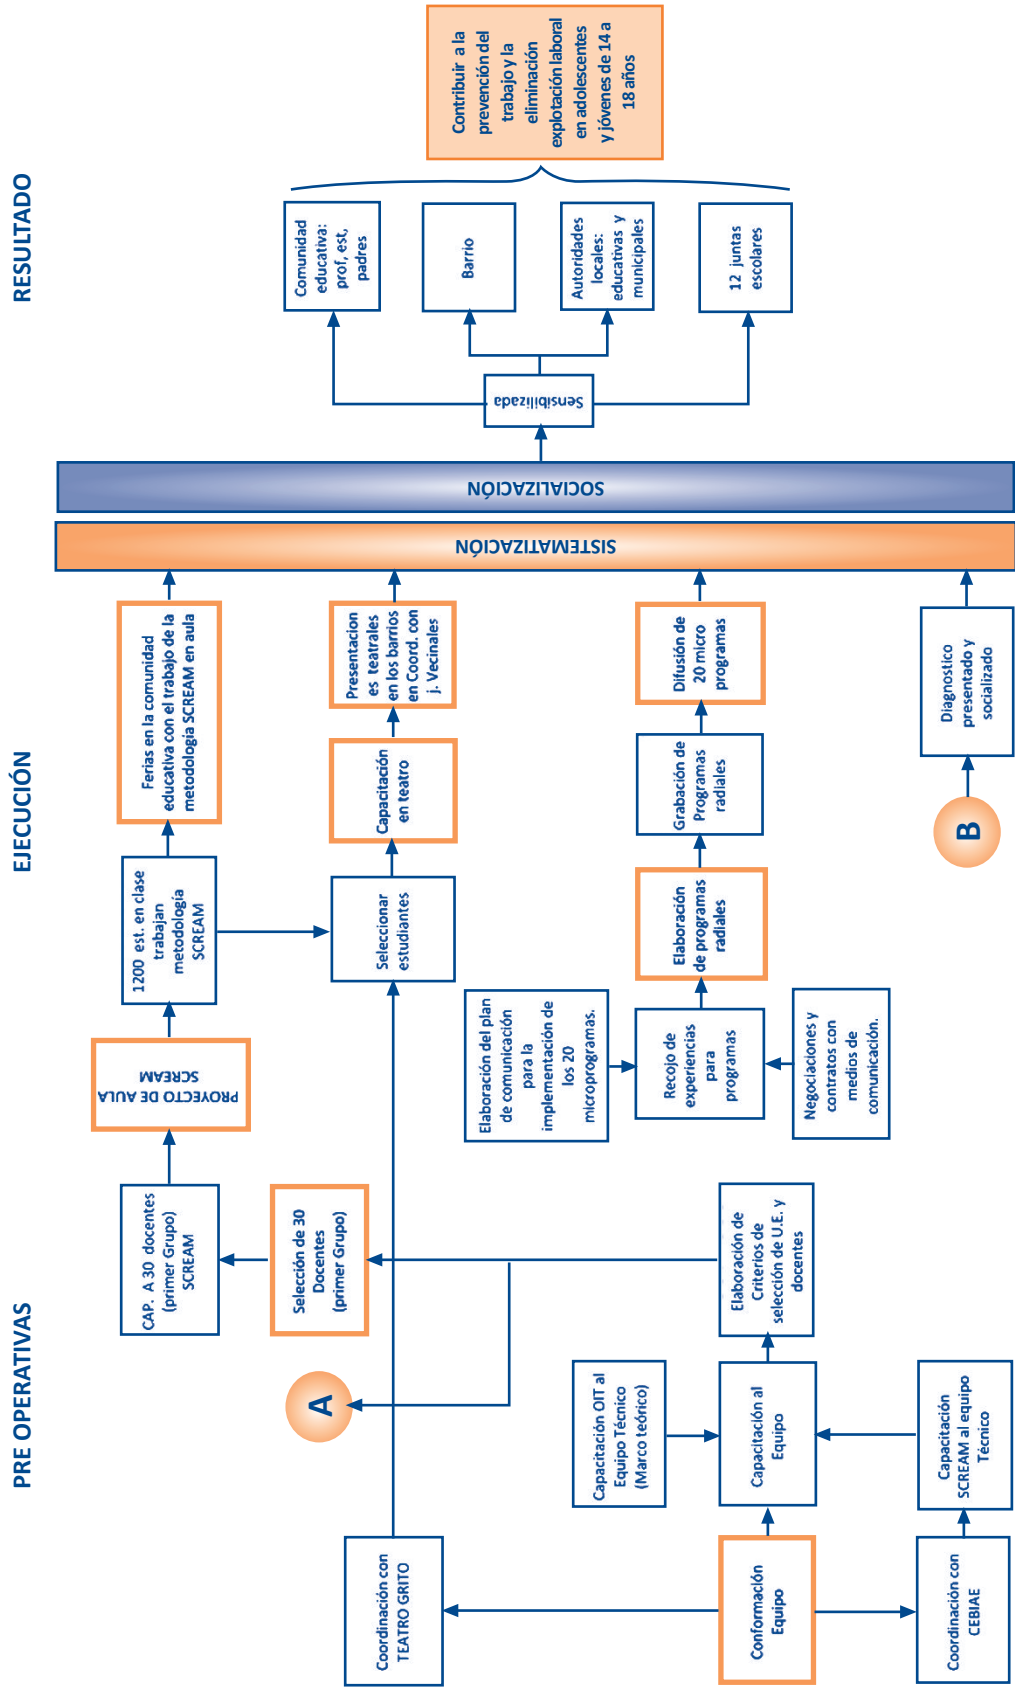 PRE OPERATIVAS
EJECUCIÓN
RESULTADO
CAP. A 30 docentes
(primer Grupo)
SCREAM
PROYECTO DE AULA
SCREAM
1200 est. en clase
trabajan
metodología
SCREAM
Ferias en la comunidad
educativa con el trabajo de la
metodología SCREAM en aula
Selección de 30
Docentes
(primer Grupo)
A
Coordinación con
TEATRO GRITO
Seleccionar
estudiantes
Capacitación
en teatro
Presentacion
es teatrales
en los barrios
en Coord. con
j. Vecinales
Elaboración del plan
de comunicación
para la
implementación de
los 20
microprogramas.
Capacitación OIT al
Equipo Técnico
(Marco teórico)
Conformación
Equipo
Capacitación al
Equipo
Elaboración de
Criterios de
selección de U.E. y
docentes
Recojo de
experiencias
para
programas
Elaboración
de programas
radiales
Grabación de
Programas
radiales
Difusión de
20 micro
programas
Negociaciones y
contratos con
medios de
comunicación.
Coordinación con
CEBIAE
Capacitación
SCREAM al equipo
Técnico
B
Diagnostico
presentado y
socializado
SISTEMATIZACIÓN
SOCIALIZACIÓN
Sensibilizada
Comunidad
educativa:
prof, est,
padres
Barrio
Autoridades
locales:
educativas y
municipales
12 juntas
escolares
Contribuir a la
prevención del
trabajo y la
eliminación
explotación laboral
en adolescentes
y jóvenes de 14 a
18 años